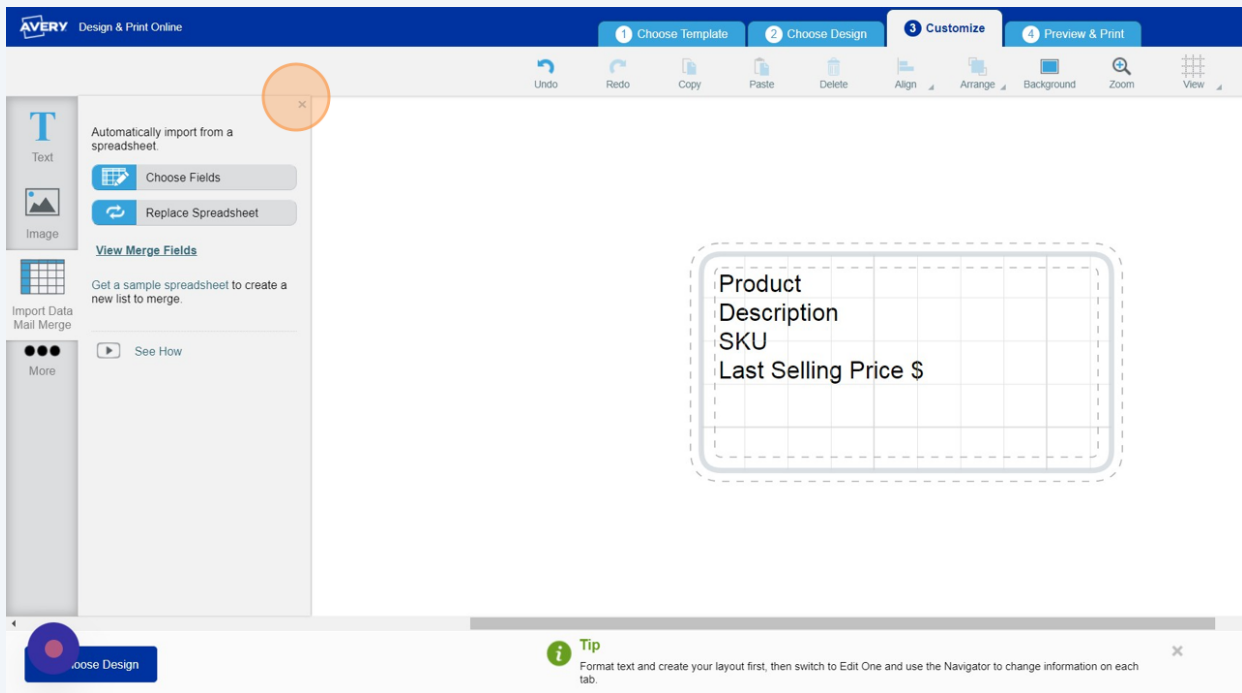 AVERY Design & Print Online
1 Choose Template
2 Choose Design
3 Customize
4 Preview & Print
Undo
Redo
Copy
Paste
Delete
Align
Arrange
Background
Zoom
View
Text
Image
Import Data
Mail Merge
More
Automatically import from a
spreadsheet.
Choose Fields
Replace Spreadsheet
View Merge Fields
Get a sample spreadsheet to create a
new list to merge.
See How
Product
Description
SKU
Last Selling Price $
Design
Tip
Format text and create your layout first, then switch to Edit One and use the Navigator to change information on each
tab.